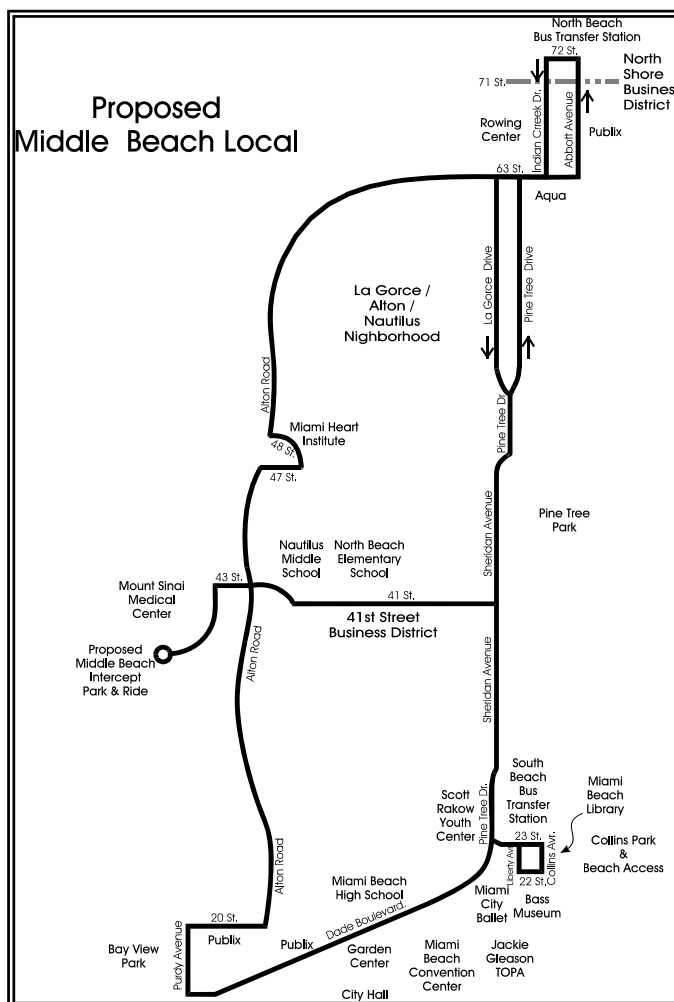 North Beach
Bus Transfer Station
72 St.
71 St.
North
Shore
Business
District
Proposed
Middle Beach Local
Rowing
Center
Indian Creek Dr.
Abbott Avenue
Publix
63 St.
Aqua
La Gorce Drive
Pine Tree Drive
La Gorce /
Alton /
Nautilus
Nighborhood
Alton Road
Pine Tree Dr.
Miami Heart
Institute
48 St.
47 St.
Sheridan Avenue
Pine Tree
Park
Nautilus
Middle
School
North Beach
Elementary
School
43 St.
41 St.
Mount Sinai
Medical
Center
41st Street
Business District
Proposed
Middle Beach
Intercept
Park & Ride
Alton Road
Sheridan Avenue
South
Beach
Bus
Transfer
Station
Miami
Beach
Library
Scott
Rakow
Youth
Center
Pine Tree Dr.
23 St.
Liberty Av.
Collins Avr.
22 St.
Collins Park
&
Beach Access
Alton Road
Miami Beach
High School
Miami
City
Ballet
Bass
Museum
Dade Boulevard.
20 St.
Publix
Publix
Purdy Avenue
Bay View
Park
Garden
Center
Miami
Beach
Convention
Center
Jackie
Gleason
TOPA
City Hall